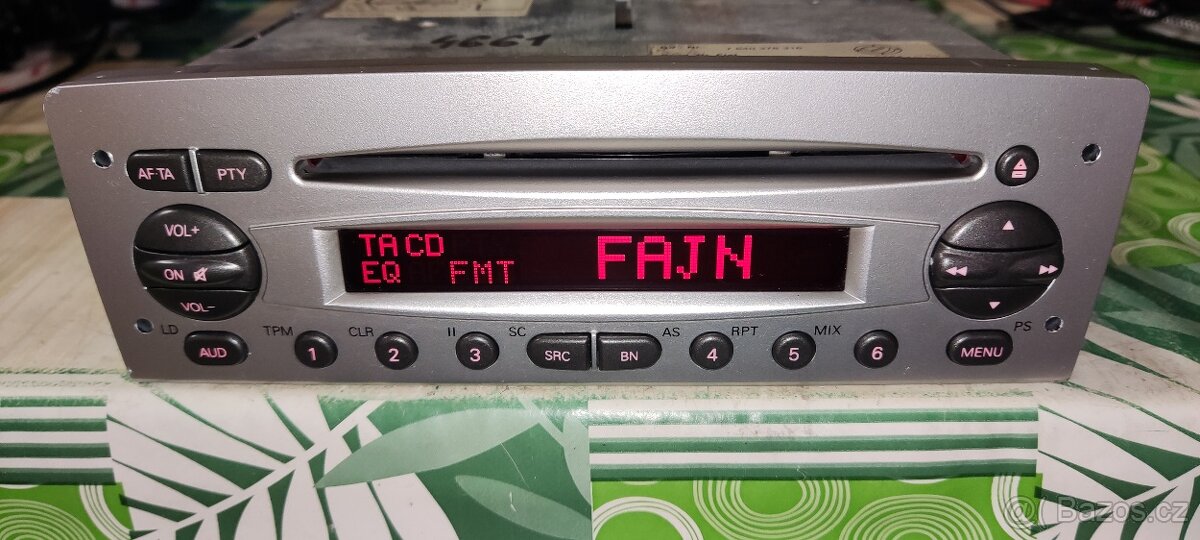 4661
AF·TA PTY
VOL+
ON
VOL-
TA CD
EQ FMT FAJN
LD TPM CLR II SC AS RPT MIX PS
AUD 1 2 3 SRC BN 4 5 6 MENU
Bazos.cz